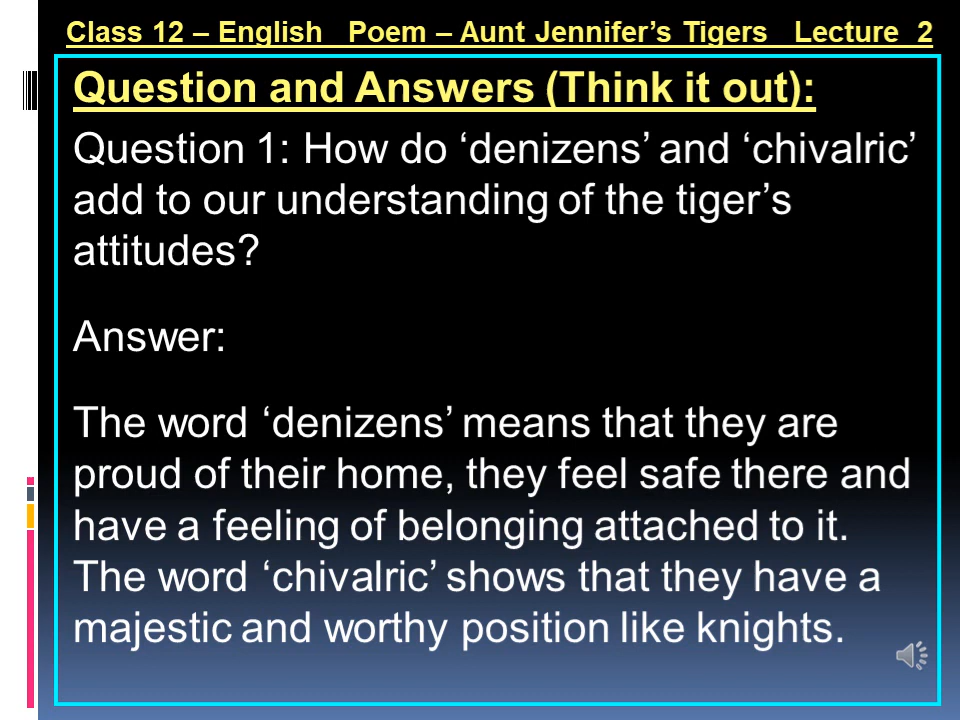 Class 12 – English   Poem – Aunt Jennifer’s Tigers   Lecture  2
Question and Answers (Think it out):
Question 1: How do ‘denizens’ and ‘chivalric’
add to our understanding of the tiger’s
attitudes?
Answer:
The word ‘denizens’ means that they are
proud of their home, they feel safe there and
have a feeling of belonging attached to it.
The word ‘chivalric’ shows that they have a
majestic and worthy position like knights.